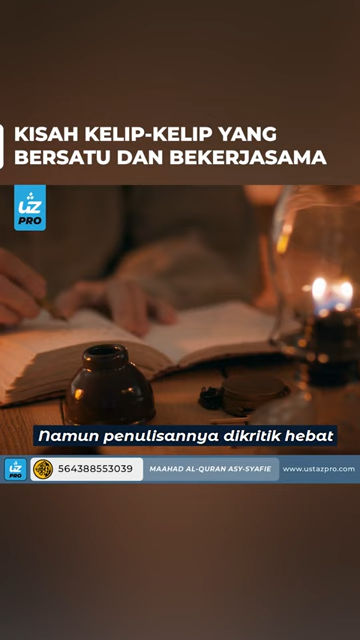 KISAH KELIP-KELIP YANG
BERSATU DAN BEKERJASAMA
UZ
PRO
Namun penulisannya dikritik hebat
UZ
PRO
564388553039
MAAHAD AL-QURAN ASY-SYAFIE
www.ustazpro.com